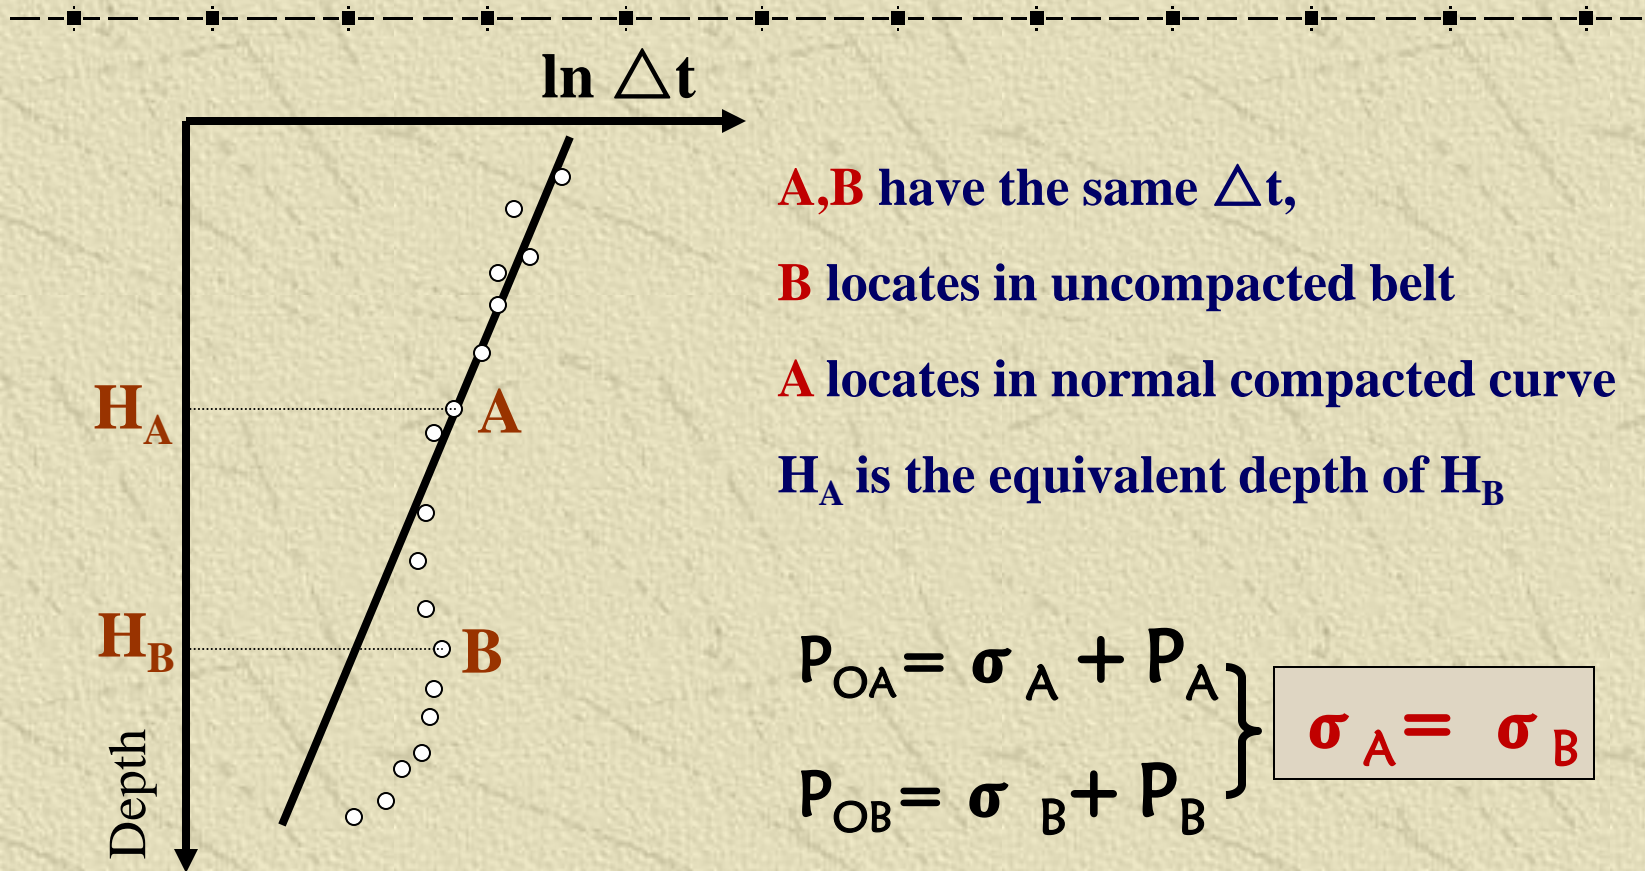 ln △t
A,B have the same △t,
B locates in uncompacted belt
A locates in normal compacted curve
H_A is the equivalent depth of H_B
H_A
A
H_B
B
Depth
P_OA = σ_A + P_A
P_OB = σ_B + P_B
σ_A = σ_B